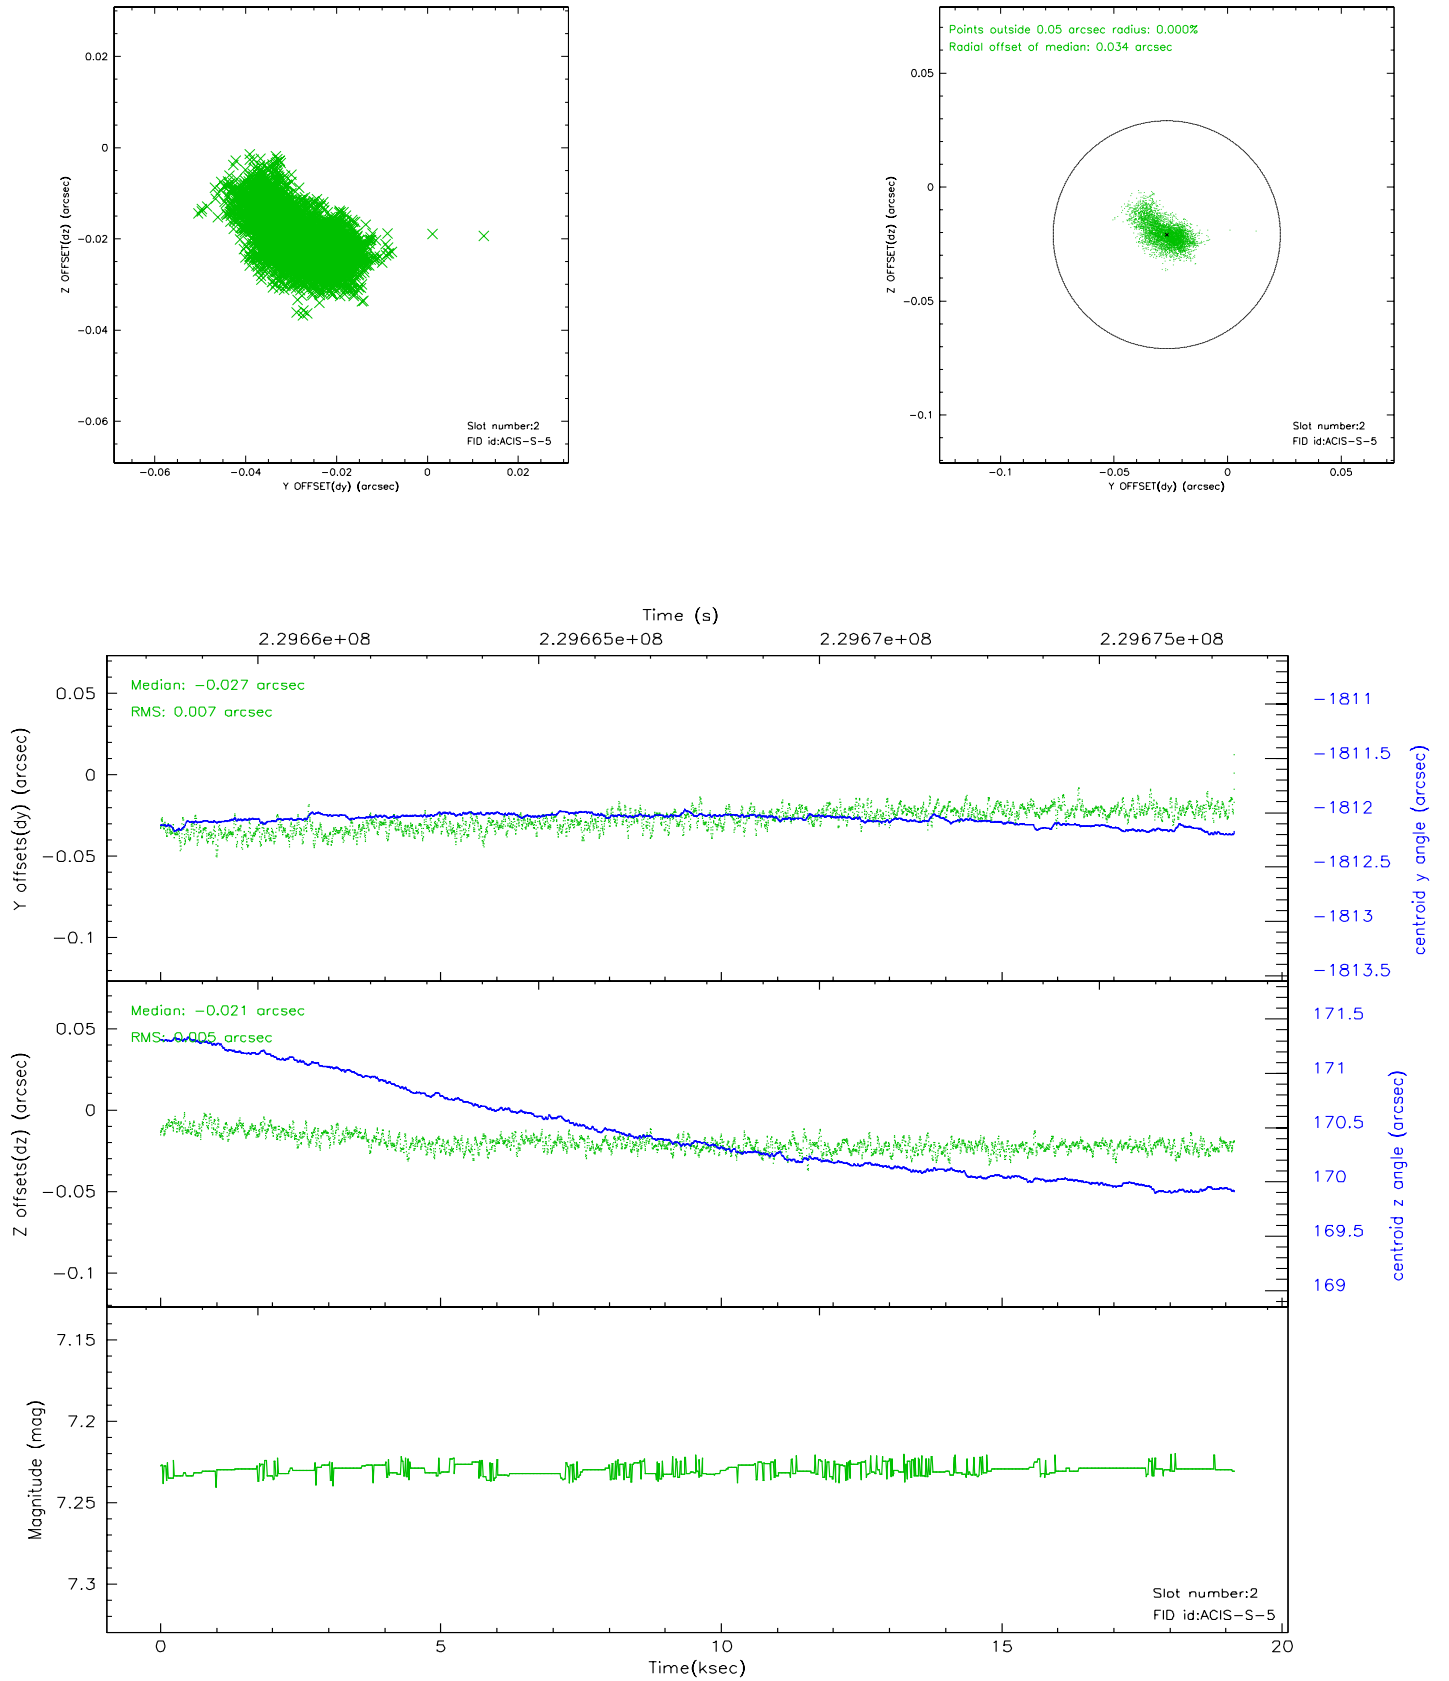 0.02
0
−0.02
−0.04
−0.06
Z OFFSET(dz) (arcsec)
Slot number:2
FID id:ACIS−S−5
−0.06
−0.04
−0.02
0
0.02
Y OFFSET(dy) (arcsec)
Points outside 0.05 arcsec radius: 0.000%
Radial offset of median: 0.034 arcsec
0.05
0
−0.05
−0.1
Z OFFSET(dz) (arcsec)
Slot number:2
FID id:ACIS−S−5
−0.1
−0.05
0
0.05
Y OFFSET(dy) (arcsec)
Time (s)
2.2966e+08
2.29665e+08
2.2967e+08
2.29675e+08
Median: −0.027 arcsec
RMS: 0.007 arcsec
0.05
0
−0.05
−0.1
Y offsets(dy) (arcsec)
−1811
−1811.5
−1812
−1812.5
−1813
−1813.5
centroid y angle (arcsec)
Median: −0.021 arcsec
RMS: 0.005 arcsec
0.05
0
−0.05
−0.1
Z offsets(dz) (arcsec)
171.5
171
170.5
170
169.5
169
centroid z angle (arcsec)
7.15
7.2
7.25
7.3
Magnitude (mag)
Slot number:2
FID id:ACIS−S−5
0
5
10
15
20
Time(ksec)